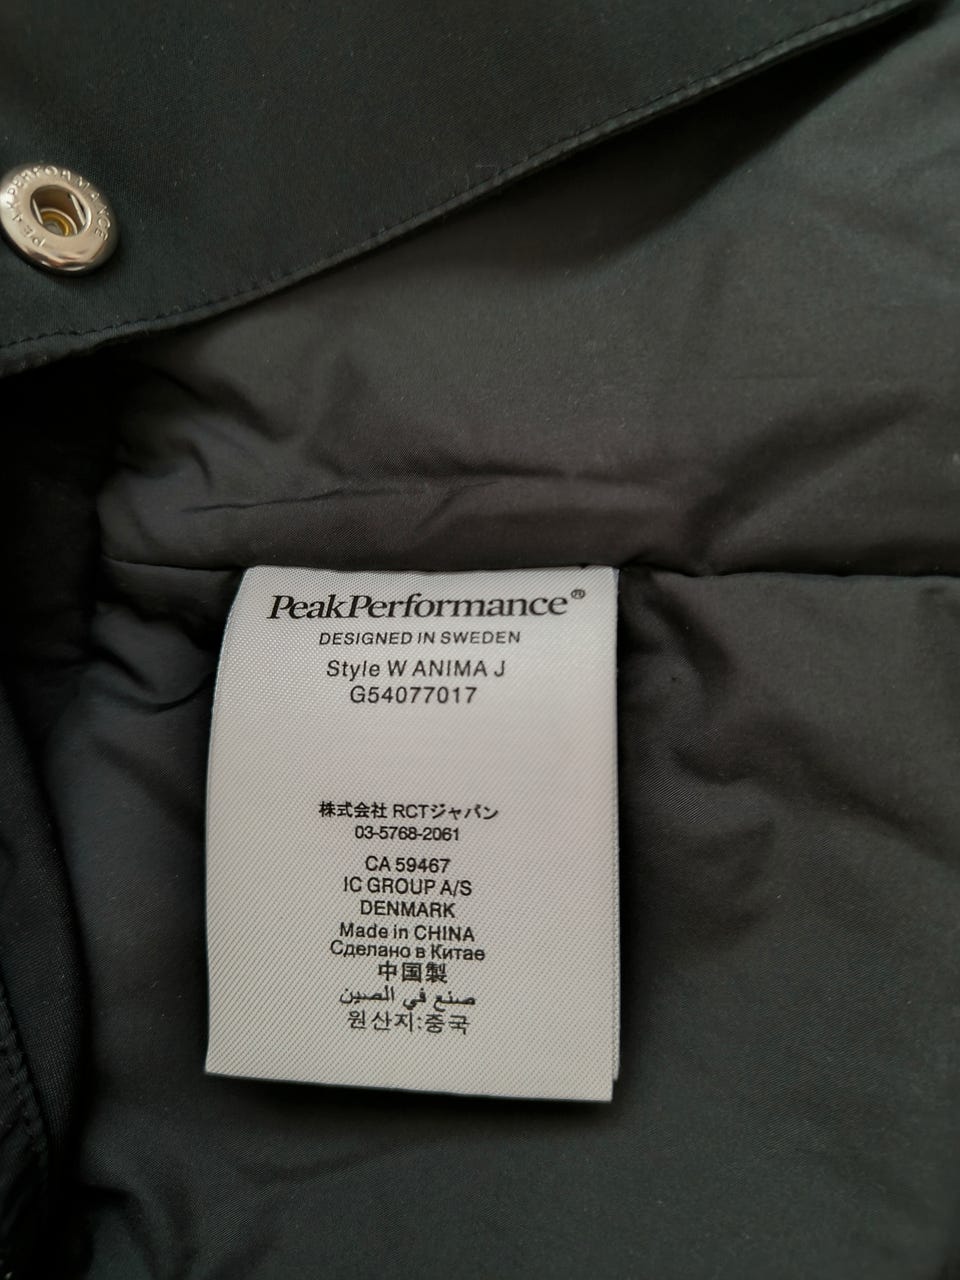 PEAK PERFORMANCE
PeakPerformance®
DESIGNED IN SWEDEN
Style W ANIMA J
G54077017
株式会社 RCTジャパン
03-5768-2061
CA 59467
IC GROUP A/S
DENMARK
Made in CHINA
Сделано в Китае
中国製
صنع في الصين
원산지:중국